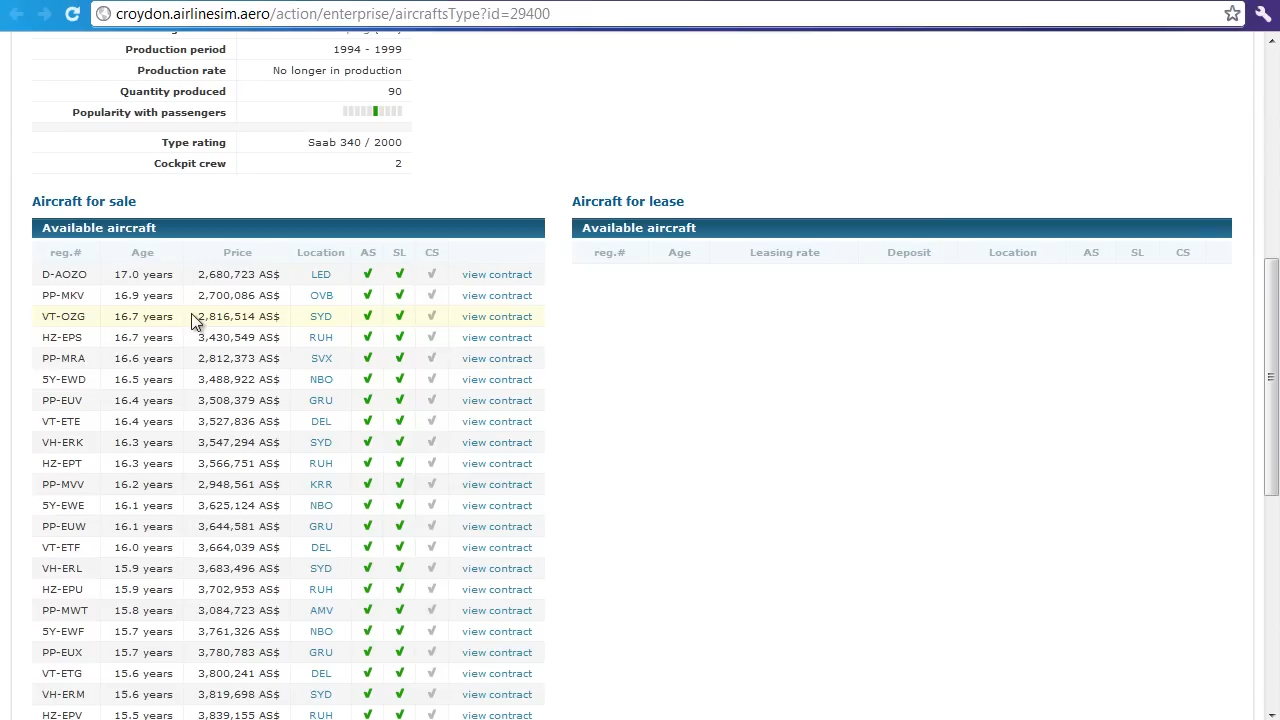 croydon.airlinesim.aero/action/enterprise/aircraftsType?id=29400
Production period 1994 - 1999
Production rate No longer in production
Quantity produced 90
Popularity with passengers
Type rating Saab 340 / 2000
Cockpit crew 2
Aircraft for sale
Available aircraft
reg.# Age Price Location AS SL CS
D-AOZO 17.0 years 2,680,723 AS$ LED view contract
PP-MKV 16.9 years 2,700,086 AS$ OVB view contract
VT-OZG 16.7 years 2,816,514 AS$ SYD view contract
HZ-EPS 16.7 years 3,430,549 AS$ RUH view contract
PP-MRA 16.6 years 2,812,373 AS$ SVX view contract
5Y-EWD 16.5 years 3,488,922 AS$ NBO view contract
PP-EUV 16.4 years 3,508,379 AS$ GRU view contract
VT-ETE 16.4 years 3,527,836 AS$ DEL view contract
VH-ERK 16.3 years 3,547,294 AS$ SYD view contract
HZ-EPT 16.3 years 3,566,751 AS$ RUH view contract
PP-MVV 16.2 years 2,948,561 AS$ KRR view contract
5Y-EWE 16.1 years 3,625,124 AS$ NBO view contract
PP-EUW 16.1 years 3,644,581 AS$ GRU view contract
VT-ETF 16.0 years 3,664,039 AS$ DEL view contract
VH-ERL 15.9 years 3,683,496 AS$ SYD view contract
HZ-EPU 15.9 years 3,702,953 AS$ RUH view contract
PP-MWT 15.8 years 3,084,723 AS$ AMV view contract
5Y-EWF 15.7 years 3,761,326 AS$ NBO view contract
PP-EUX 15.7 years 3,780,783 AS$ GRU view contract
VT-ETG 15.6 years 3,800,241 AS$ DEL view contract
VH-ERM 15.6 years 3,819,698 AS$ SYD view contract
HZ-EPV 15.5 years 3,839,155 AS$ RUH view contract
Aircraft for lease
Available aircraft
reg.# Age Leasing rate Deposit Location AS SL CS